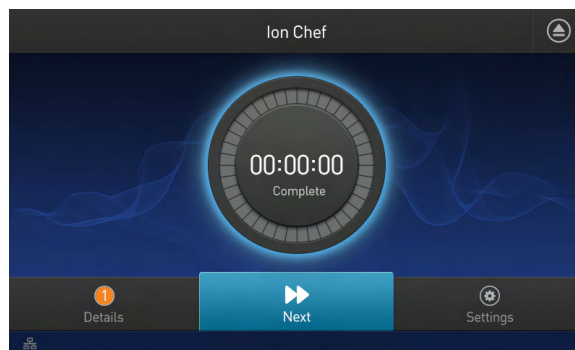 Ion Chef
00:00:00
Complete
1
Details
Next
Settings